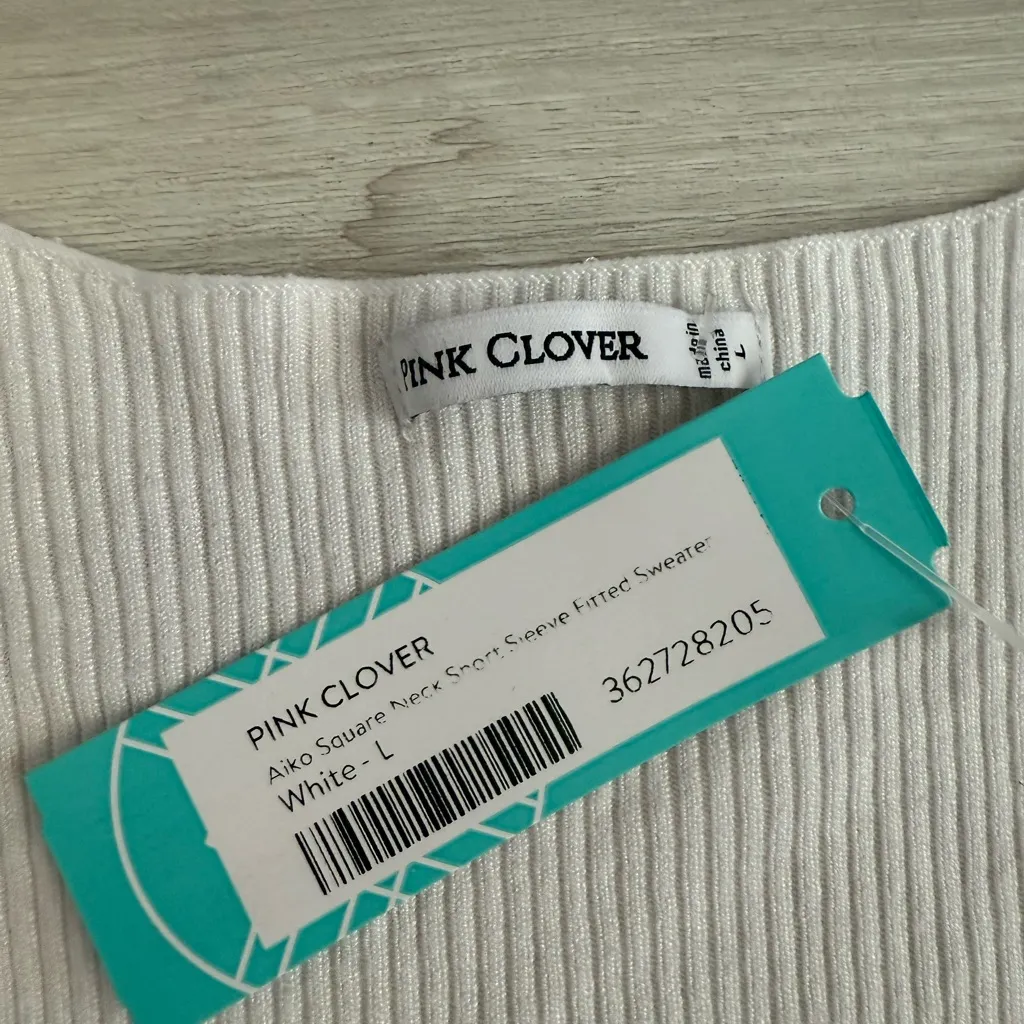 PINK CLOVER
made in
china
L
PINK CLOVER
Aiko Square Neck Short Sleeve Fitted Sweater
White - L
362728205